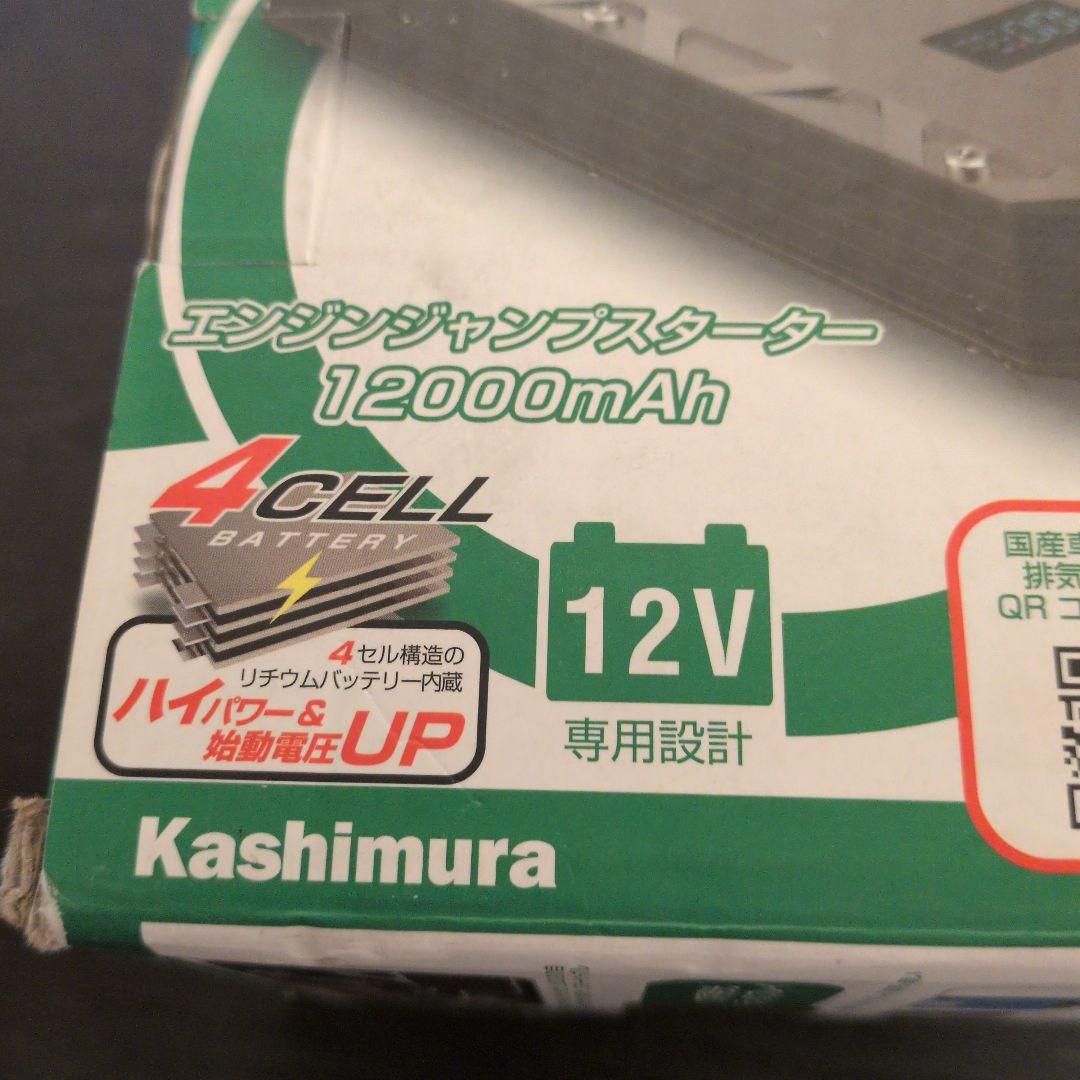 エンジンジャンプスターター
12000mAh
4CELL
BATTERY
4セル構造の
リチウムバッテリー内蔵
ハイパワー&
始動電圧UP
12V
専用設計
国産車
排気
QR コ
Kashimura